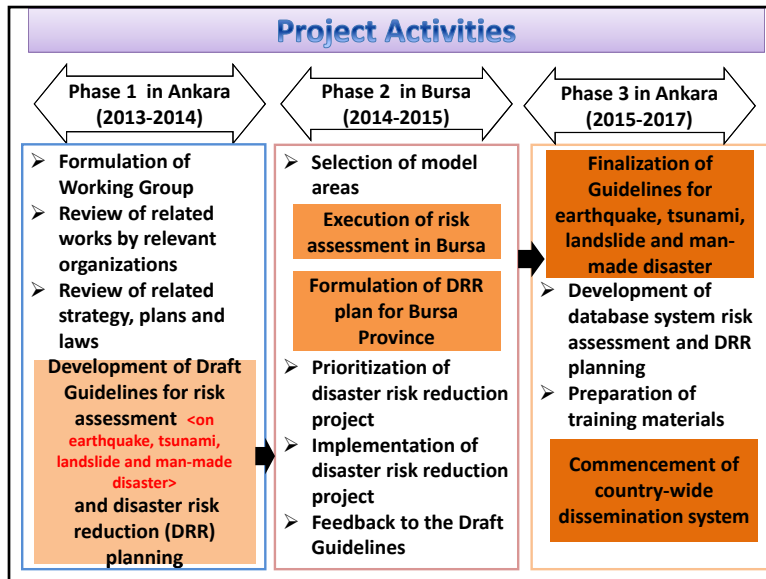 Project Activities
Phase 1 in Ankara
(2013-2014)
Phase 2 in Bursa
(2014-2015)
Phase 3 in Ankara
(2015-2017)
➢ Formulation of
Working Group
➢ Review of related
works by relevant
organizations
➢ Review of related
strategy, plans and
laws
Development of Draft
Guidelines for risk
assessment <on
earthquake, tsunami,
landslide and man-made
disaster>
and disaster risk
reduction (DRR)
planning
➢ Selection of model
areas
Execution of risk
assessment in Bursa
Formulation of DRR
plan for Bursa
Province
➢ Prioritization of
disaster risk reduction
project
➢ Implementation of
disaster risk reduction
project
➢ Feedback to the Draft
Guidelines
Finalization of
Guidelines for
earthquake, tsunami,
landslide and man-
made disaster
➢ Development of
database system risk
assessment and DRR
planning
➢ Preparation of
training materials
Commencement of
country-wide
dissemination system